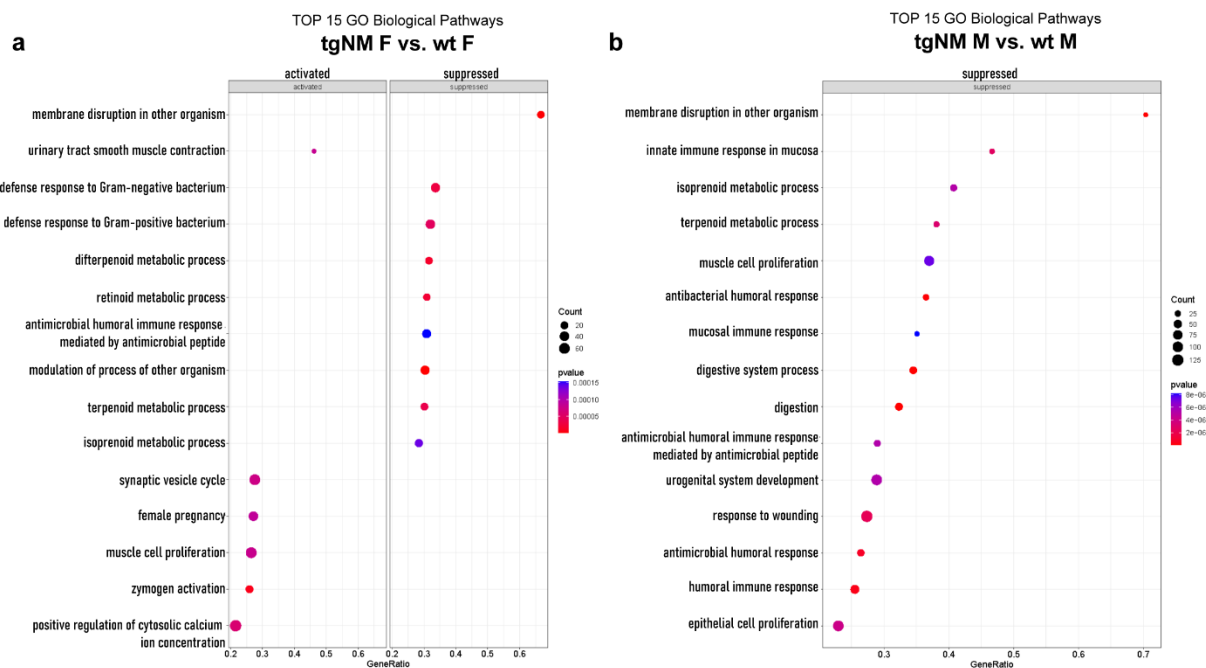 TOP 15 GO Biological Pathways
a
tgNM F vs. wt F
activated
suppressed
activated
suppressed
membrane disruption in other organism
urinary tract smooth muscle contraction
defense response to Gram-negative bacterium
defense response to Gram-positive bacterium
difterpenoid metabolic process
retinoid metabolic process
antimicrobial humoral immune response
mediated by antimicrobial peptide
modulation of process of other organism
terpenoid metabolic process
isoprenoid metabolic process
synaptic vesicle cycle
female pregnancy
muscle cell proliferation
zymogen activation
positive regulation of cytosolic calcium
ion concentration
0.2 0.3 0.4 0.5 0.6
0.2 0.3 0.4 0.5 0.6
GeneRatio
Count
20
40
60
pvalue
0.00015
0.00010
0.00005
TOP 15 GO Biological Pathways
b
tgNM M vs. wt M
suppressed
suppressed
membrane disruption in other organism
innate immune response in mucosa
isoprenoid metabolic process
terpenoid metabolic process
muscle cell proliferation
antibacterial humoral response
mucosal immune response
digestive system process
digestion
antimicrobial humoral immune response
mediated by antimicrobial peptide
urogenital system development
response to wounding
antimicrobial humoral response
humoral immune response
epithelial cell proliferation
0.3 0.4 0.5 0.6 0.7
GeneRatio
Count
25
50
75
100
125
pvalue
8e-06
6e-06
4e-06
2e-06